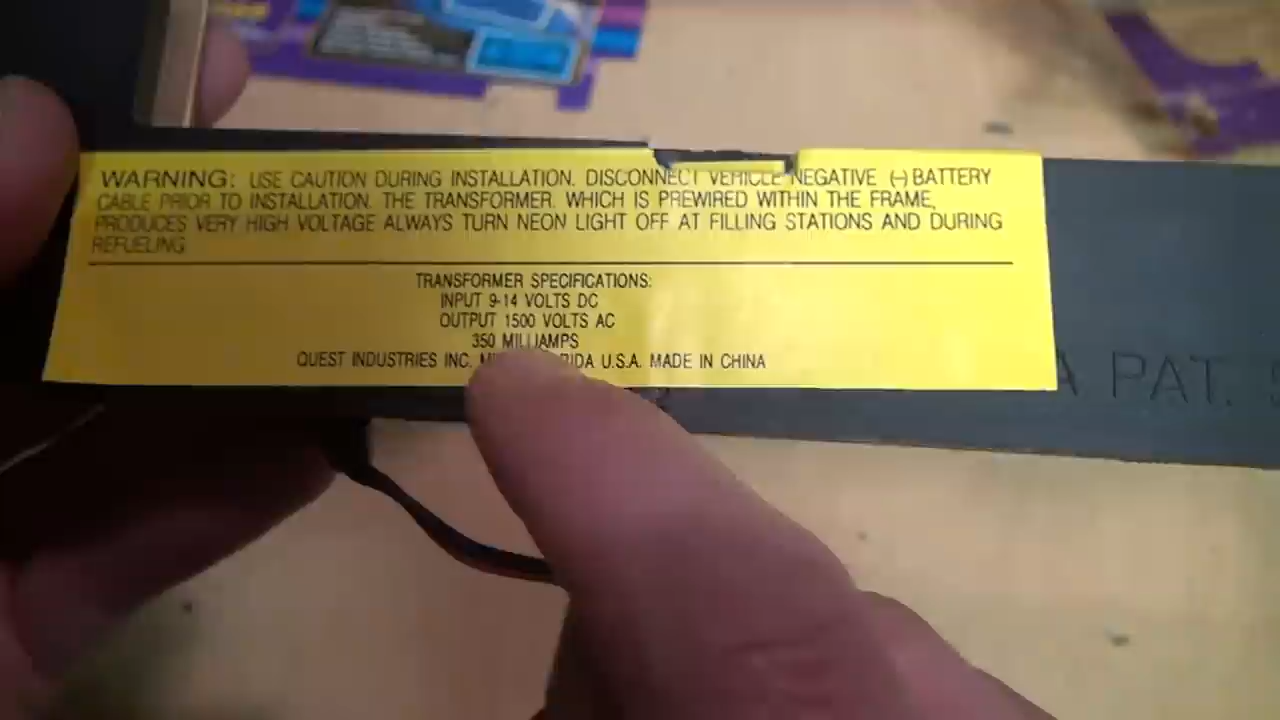 WARNING: USE CAUTION DURING INSTALLATION. DISCONNECT VEHICLE NEGATIVE (-) BATTERY
CABLE PRIOR TO INSTALLATION. THE TRANSFORMER. WHICH IS PREWIRED WITHIN THE FRAME,
PRODUCES VERY HIGH VOLTAGE ALWAYS TURN NEON LIGHT OFF AT FILLING STATIONS AND DURING
REFUELING
TRANSFORMER SPECIFICATIONS:
INPUT 9-14 VOLTS DC
OUTPUT 1500 VOLTS AC
350 MILLIAMPS
QUEST INDUSTRIES INC. U.S.A. MADE IN CHINA
A PAT.